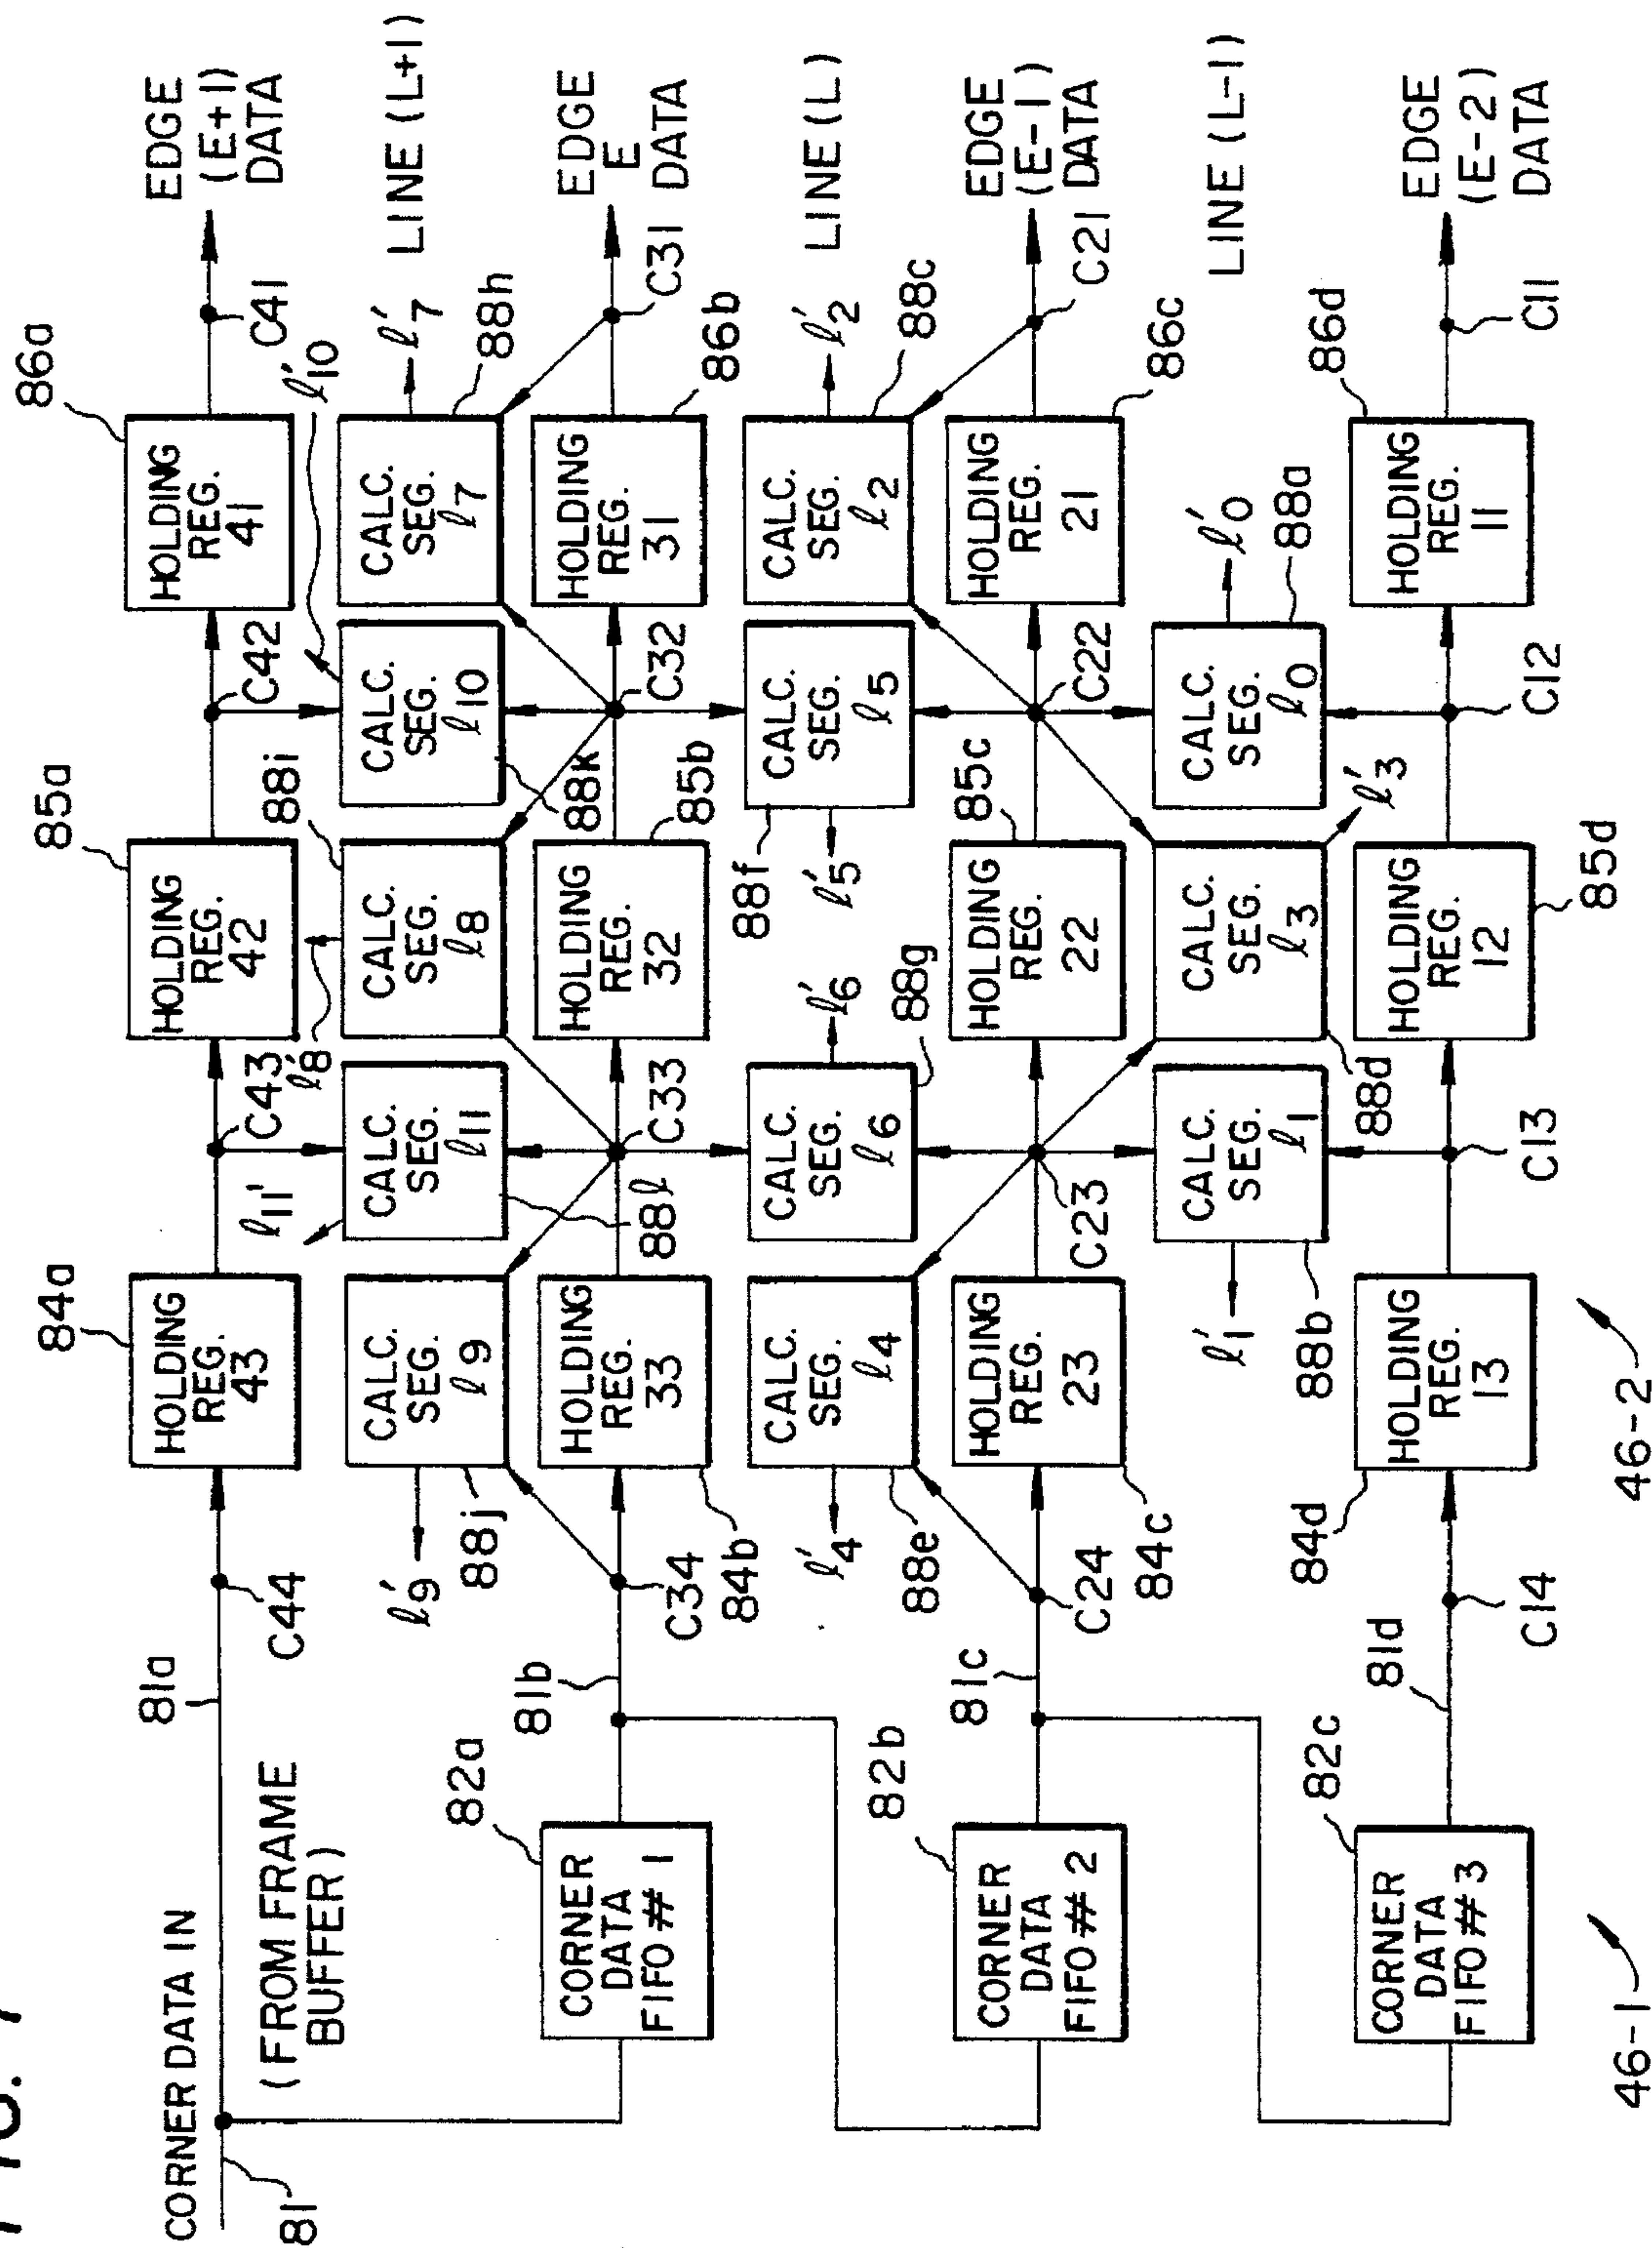 FIG. 7
CORNER DATA IN
(FROM FRAME
BUFFER)
81
81a
C44
84a
HOLDING
REG.
43
C43
85a
HOLDING
REG.
42
C42
86a
HOLDING
REG.
41
C41
EDGE
(E+1)
DATA
ℓ'9
88j
CALC.
SEG.
ℓ9
ℓ11'
CALC.
SEG.
ℓ11
88ℓ
ℓ'8
88i
CALC.
SEG.
ℓ8
CALC.
SEG.
ℓ10
88k
ℓ'10
CALC.
SEG.
ℓ7
ℓ'7
88h
LINE (L+1)
82a
CORNER
DATA
FIFO # 1
81b
C34
84b
HOLDING
REG.
33
C33
HOLDING
REG.
32
85b
C32
HOLDING
REG.
31
86b
C31
EDGE
E
DATA
ℓ'4
88e
CALC.
SEG.
ℓ4
CALC.
SEG.
ℓ6
ℓ'6
88g
88f
ℓ'5
CALC.
SEG.
ℓ5
CALC.
SEG.
ℓ2
ℓ'2
88c
LINE (L)
82b
CORNER
DATA
FIFO # 2
81c
C24
84c
HOLDING
REG.
23
C23
HOLDING
REG.
22
85c
C22
HOLDING
REG.
21
86c
C21
EDGE
(E-1)
DATA
ℓ'1
88b
CALC.
SEG.
ℓ1
88d
CALC.
SEG.
ℓ3
ℓ'3
CALC.
SEG.
ℓ0
ℓ'0
88a
LINE (L-1)
82c
CORNER
DATA
FIFO # 3
81d
C14
84d
HOLDING
REG.
13
C13
HOLDING
REG.
12
85d
C12
HOLDING
REG.
11
86d
C11
EDGE
(E-2)
DATA
46-1
46-2